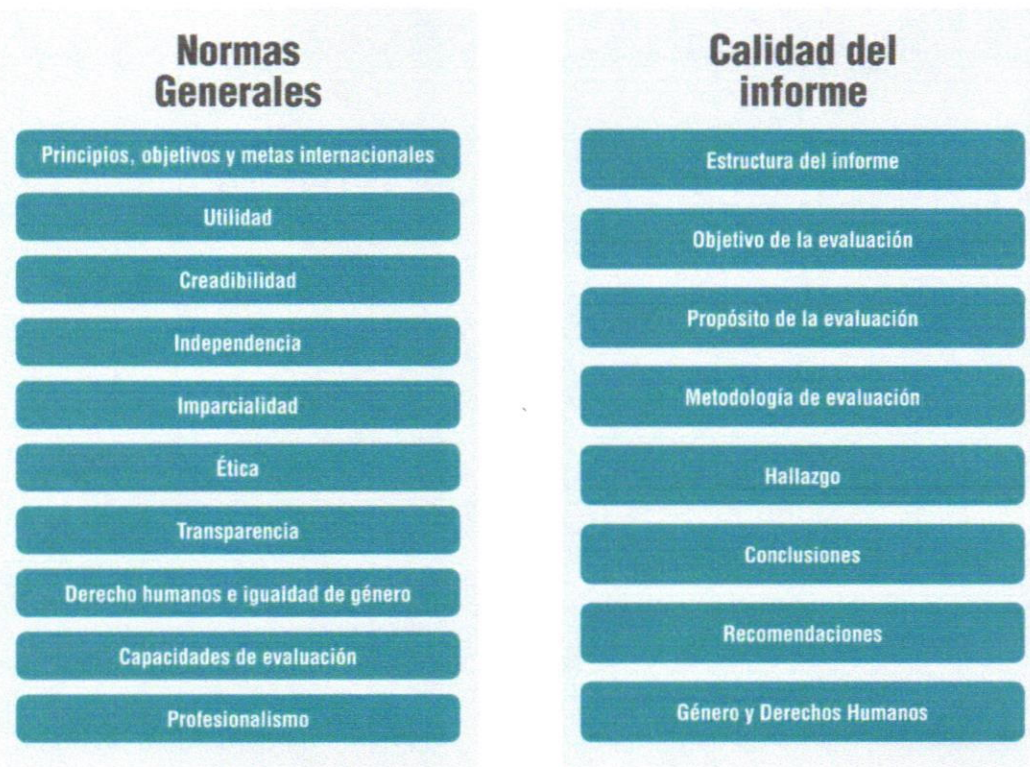 Normas
Generales
Principios, objetivos y metas internacionales
Utilidad
Creadibilidad
Independencia
Imparcialidad
Ética
Transparencia
Derecho humanos e igualdad de género
Capacidades de evaluación
Profesionalismo
Calidad del
informe
Estructura del informe
Objetivo de la evaluación
Propósito de la evaluación
Metodología de evaluación
Hallazgo
Conclusiones
Recomendaciones
Género y Derechos Humanos